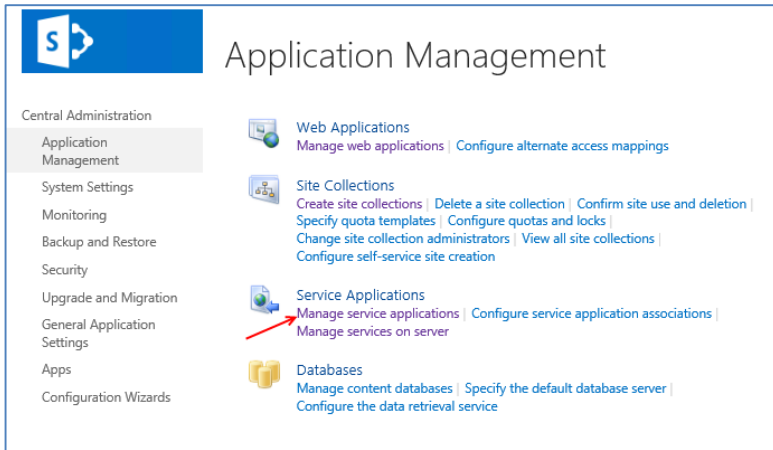 S
Application Management
Central Administration
Application
Management
System Settings
Monitoring
Backup and Restore
Security
Upgrade and Migration
General Application
Settings
Apps
Configuration Wizards
Web Applications
Manage web applications | Configure alternate access mappings
Site Collections
Create site collections | Delete a site collection | Confirm site use and deletion |
Specify quota templates | Configure quotas and locks |
Change site collection administrators | View all site collections |
Configure self-service site creation
Service Applications
Manage service applications | Configure service application associations |
Manage services on server
Databases
Manage content databases | Specify the default database server |
Configure the data retrieval service